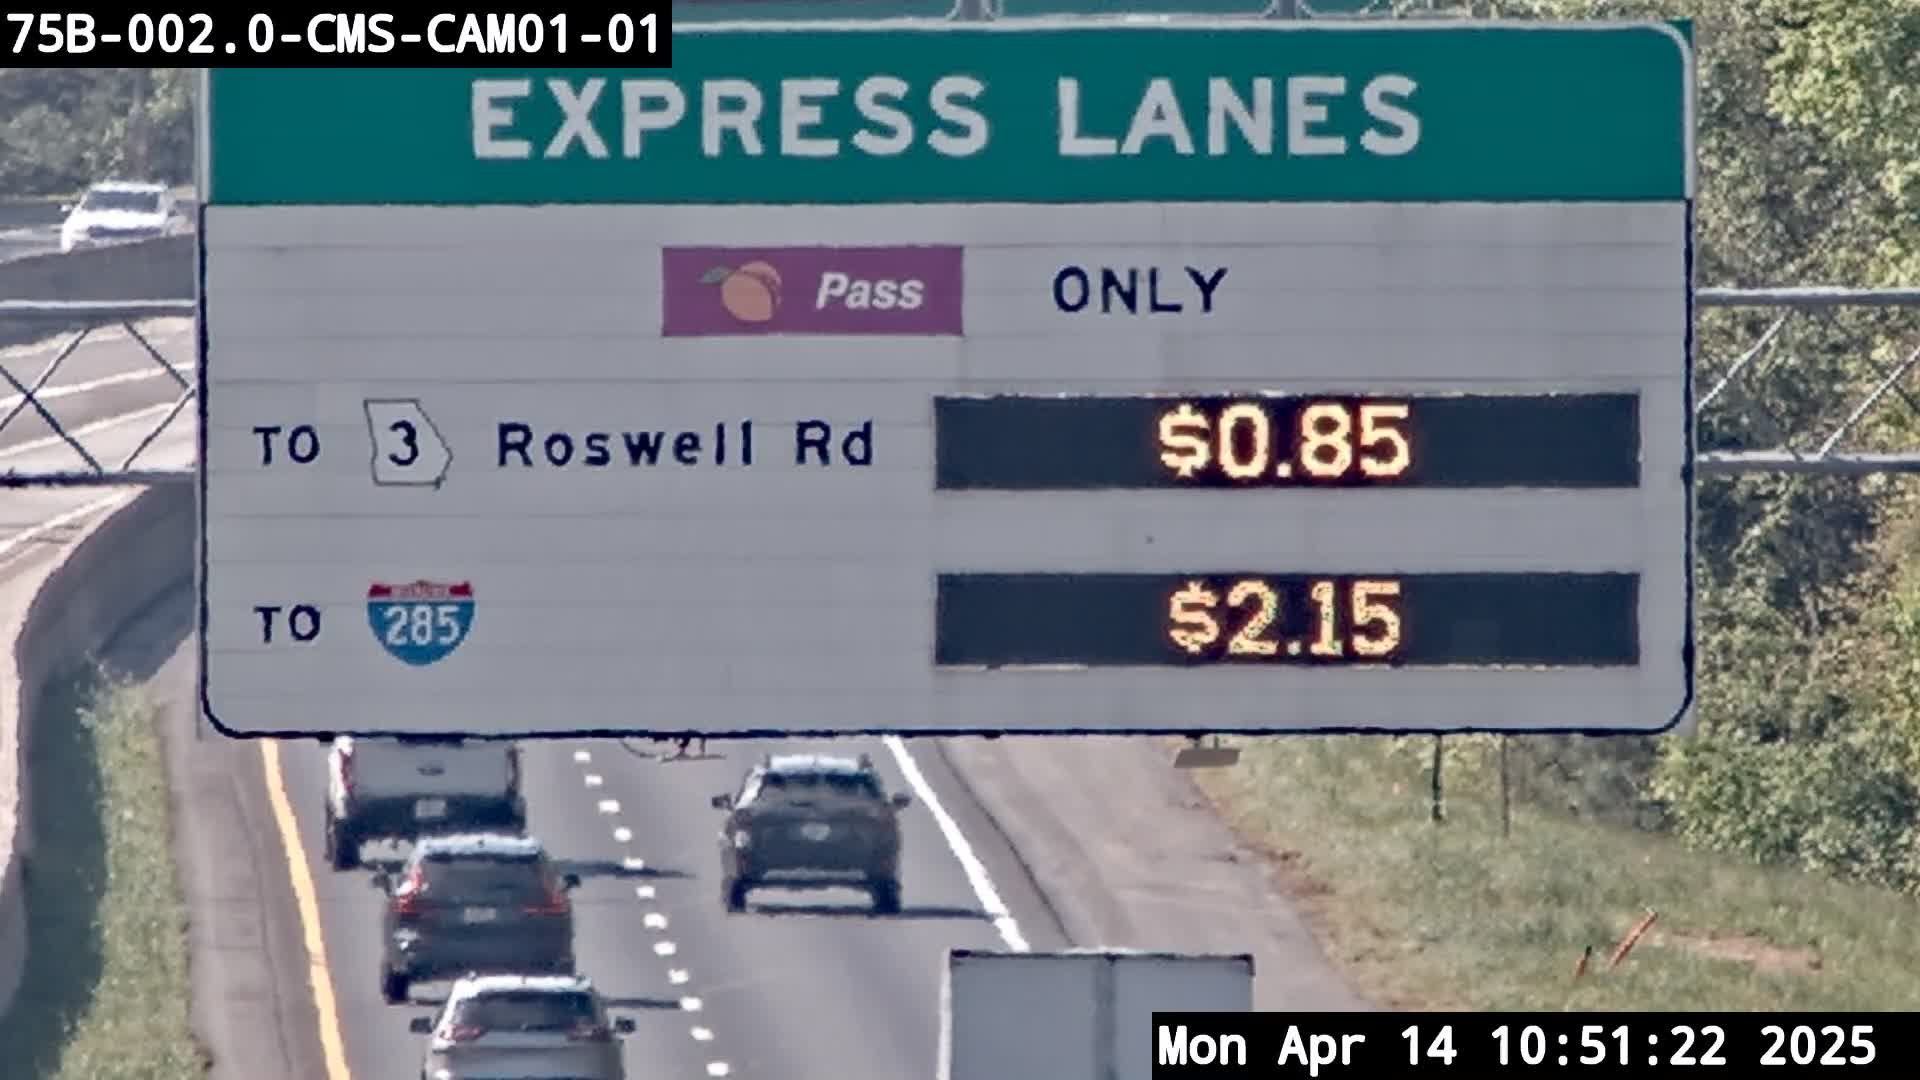 75B-002.0-CMS-CAM01-01
EXPRESS LANES
Pass ONLY
TO 3 Roswell Rd $0.85
TO 285 $2.15
Mon Apr 14 10:51:22 2025